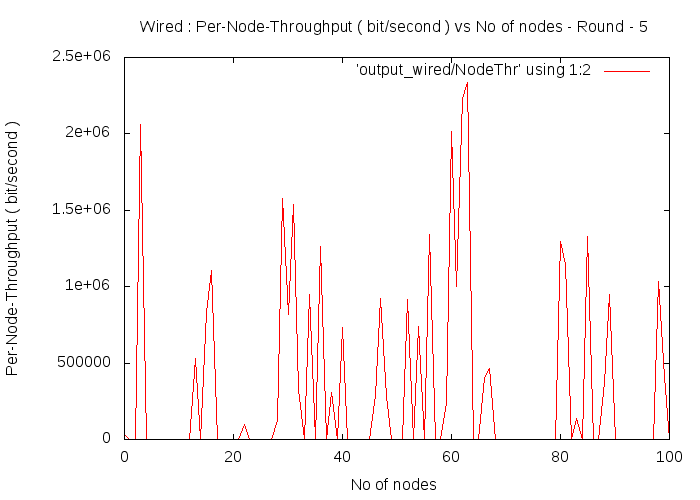 Wired : Per-Node-Throughput ( bit/second ) vs No of nodes - Round - 5
'output_wired/NodeThr' using 1:2
Per-Node-Throughput ( bit/second )
2.5e+06
2e+06
1.5e+06
1e+06
500000
0
0 20 40 60 80 100
No of nodes